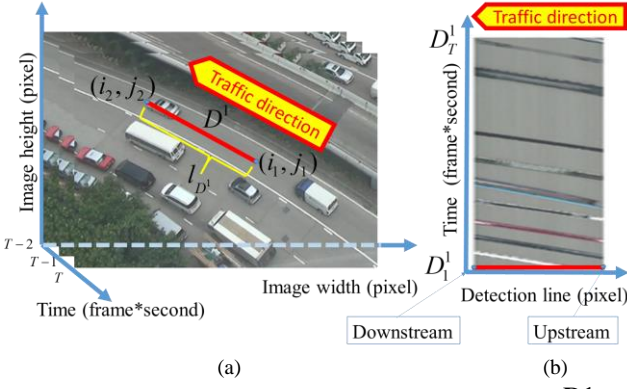 Image height (pixel)
Traffic direction
(i₂, j₂)
D¹
(i₁, j₁)
l_{D¹}
T − 2
T − 1
T
Image width (pixel)
Time (frame*second)
(a)
Traffic direction
D¹_T
Time (frame*second)
D¹₁
Detection line (pixel)
Downstream
Upstream
(b)